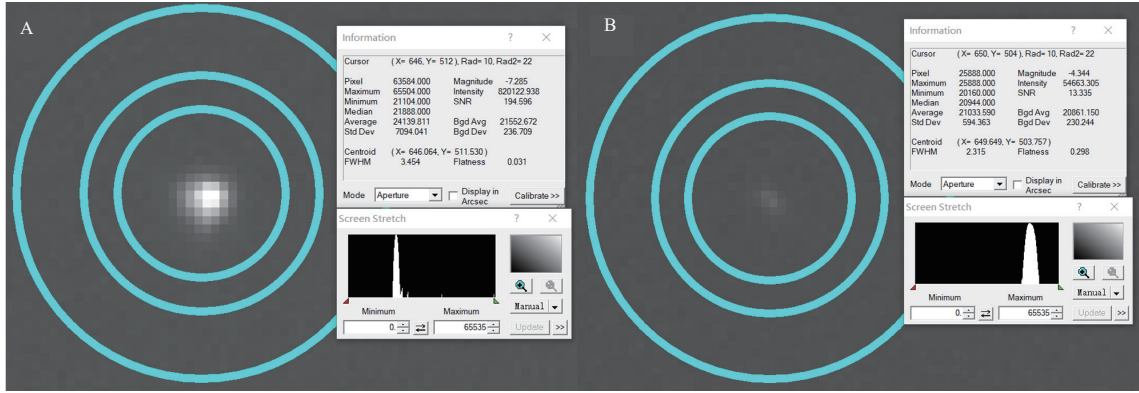 A
Information ? ×
Cursor ( X= 646, Y= 512 ), Rad= 10, Rad2= 22
Pixel 63584.000 Magnitude -7.285
Maximum 65504.000 Intensity 820122.938
Minimum 21104.000 SNR 194.596
Median 21888.000
Average 24139.811 Bgd Avg 21552.672
Std Dev 7094.041 Bgd Dev 236.709
Centroid ( X= 646.064, Y= 511.530 )
FWHM 3.454 Flatness 0.031
Mode Aperture Display in Arcsec Calibrate >>
Screen Stretch ? ×
Manual
Minimum Maximum
0. 65535 Update >>
B
Information ? ×
Cursor ( X= 650, Y= 504 ), Rad= 10, Rad2= 22
Pixel 25888.000 Magnitude -4.344
Maximum 25888.000 Intensity 54663.305
Minimum 20160.000 SNR 13.335
Median 20944.000
Average 21033.590 Bgd Avg 20861.150
Std Dev 594.363 Bgd Dev 230.244
Centroid ( X= 649.649, Y= 503.757 )
FWHM 2.315 Flatness 0.298
Mode Aperture Display in Arcsec Calibrate >>
Screen Stretch ? ×
Manual
Minimum Maximum
0. 65535 Update >>